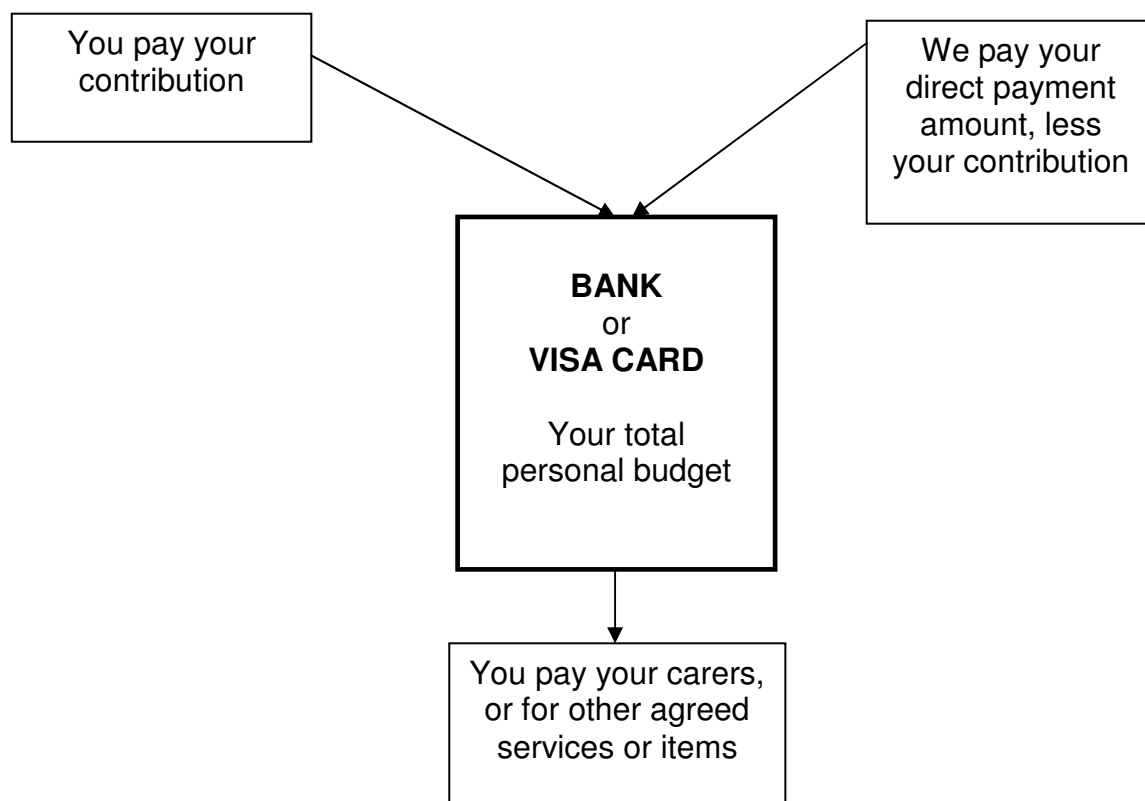 You pay your
contribution
We pay your
direct payment
amount, less
your contribution
BANK
or
VISA CARD
Your total
personal budget
You pay your carers,
or for other agreed
services or items